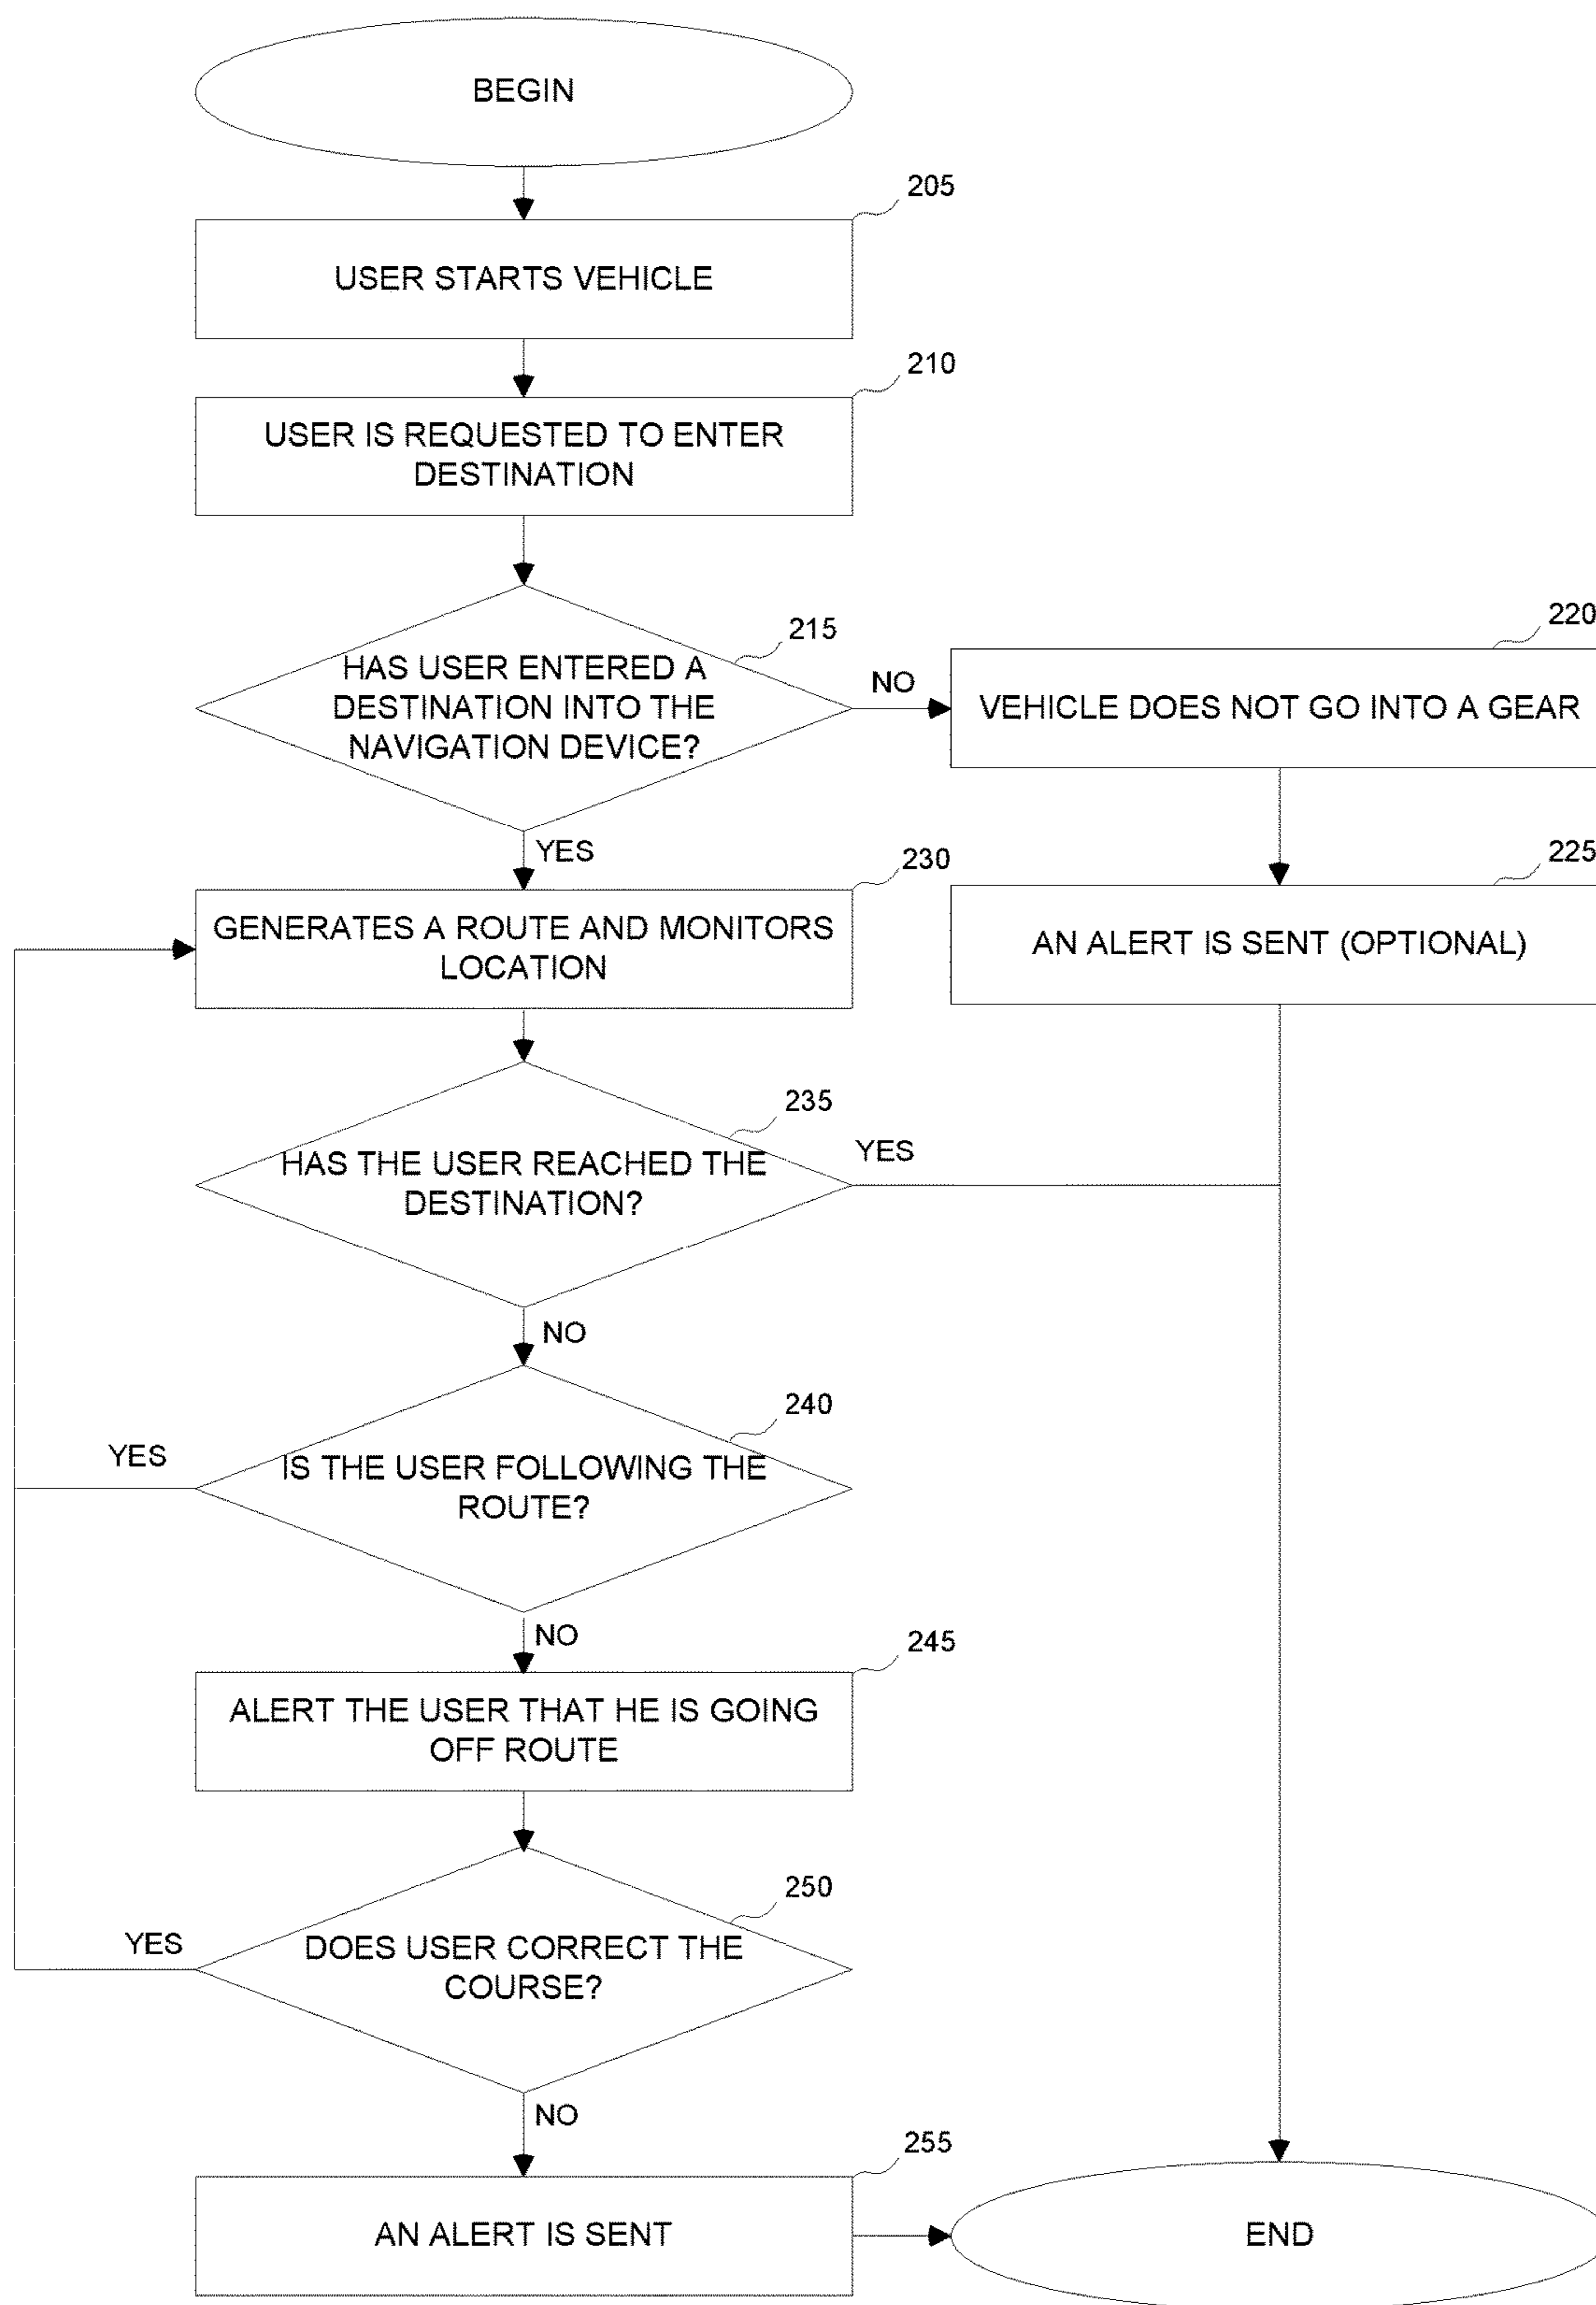 BEGIN
205
USER STARTS VEHICLE
210
USER IS REQUESTED TO ENTER
DESTINATION
215
HAS USER ENTERED A
DESTINATION INTO THE
NAVIGATION DEVICE?
NO
220
VEHICLE DOES NOT GO INTO A GEAR
YES
225
AN ALERT IS SENT (OPTIONAL)
230
GENERATES A ROUTE AND MONITORS
LOCATION
235
HAS THE USER REACHED THE
DESTINATION?
YES
NO
240
IS THE USER FOLLOWING THE
ROUTE?
YES
NO
245
ALERT THE USER THAT HE IS GOING
OFF ROUTE
250
DOES USER CORRECT THE
COURSE?
YES
NO
255
AN ALERT IS SENT
END